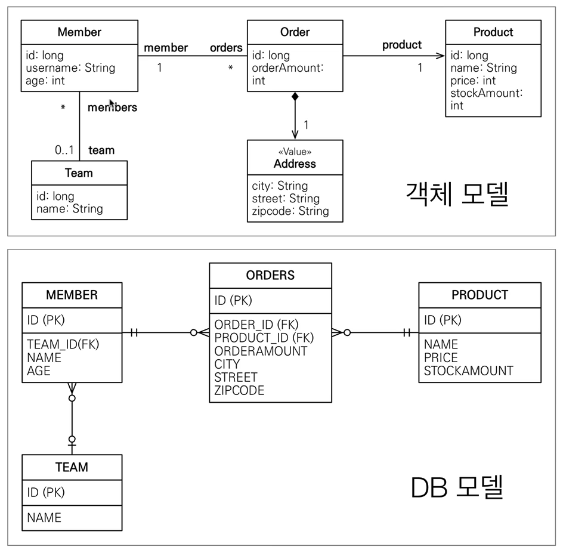 Member
id: long
username: String
age: int
member
1
orders
*
Order
id: long
orderAmount:
int
product
1
Product
id: long
name: String
price: int
stockAmount:
int
* members
0..1 team
Team
id: long
name: String
1
«Value»
Address
city: String
street: String
zipcode: String
객체 모델
MEMBER
ID (PK)
TEAM_ID(FK)
NAME
AGE
ORDERS
ID (PK)
ORDER_ID (FK)
PRODUCT_ID (FK)
ORDERAMOUNT
CITY
STREET
ZIPCODE
PRODUCT
ID (PK)
NAME
PRICE
STOCKAMOUNT
TEAM
ID (PK)
NAME
DB 모델